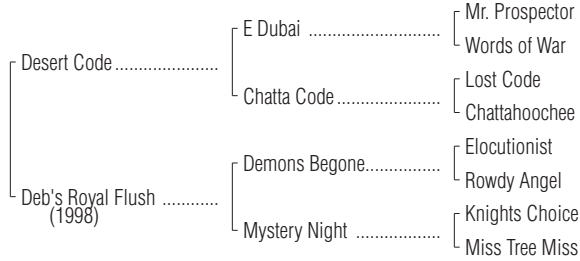 Mr. Prospector
E Dubai ........................
Words of War
Desert Code ...................
Lost Code
Chatta Code ...................
Chattahoochee
Elocutionist
Demons Begone..............
Rowdy Angel
Deb's Royal Flush ..........
(1998)
Knights Choice
Mystery Night ................
Miss Tree Miss